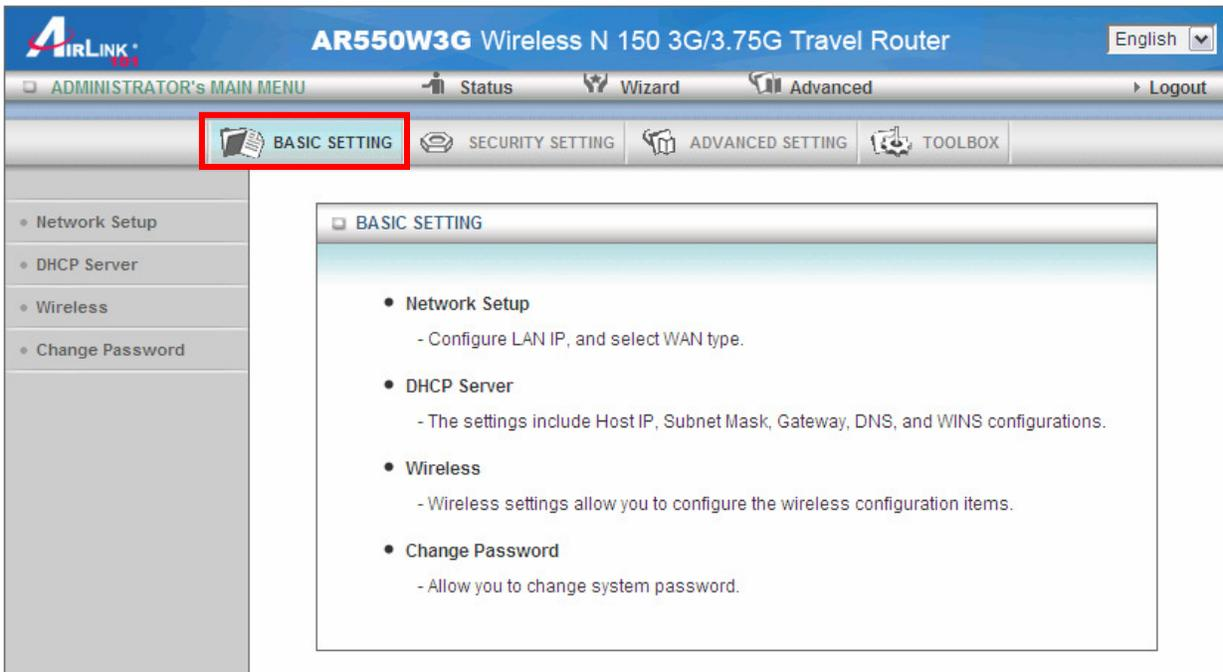 AIRLINK
101
AR550W3G Wireless N 150 3G/3.75G Travel Router
English
ADMINISTRATOR's MAIN MENU
Status
Wizard
Advanced
Logout
BASIC SETTING
SECURITY SETTING
ADVANCED SETTING
TOOLBOX
Network Setup
DHCP Server
Wireless
Change Password
BASIC SETTING
Network Setup
- Configure LAN IP, and select WAN type.
DHCP Server
- The settings include Host IP, Subnet Mask, Gateway, DNS, and WINS configurations.
Wireless
- Wireless settings allow you to configure the wireless configuration items.
Change Password
- Allow you to change system password.